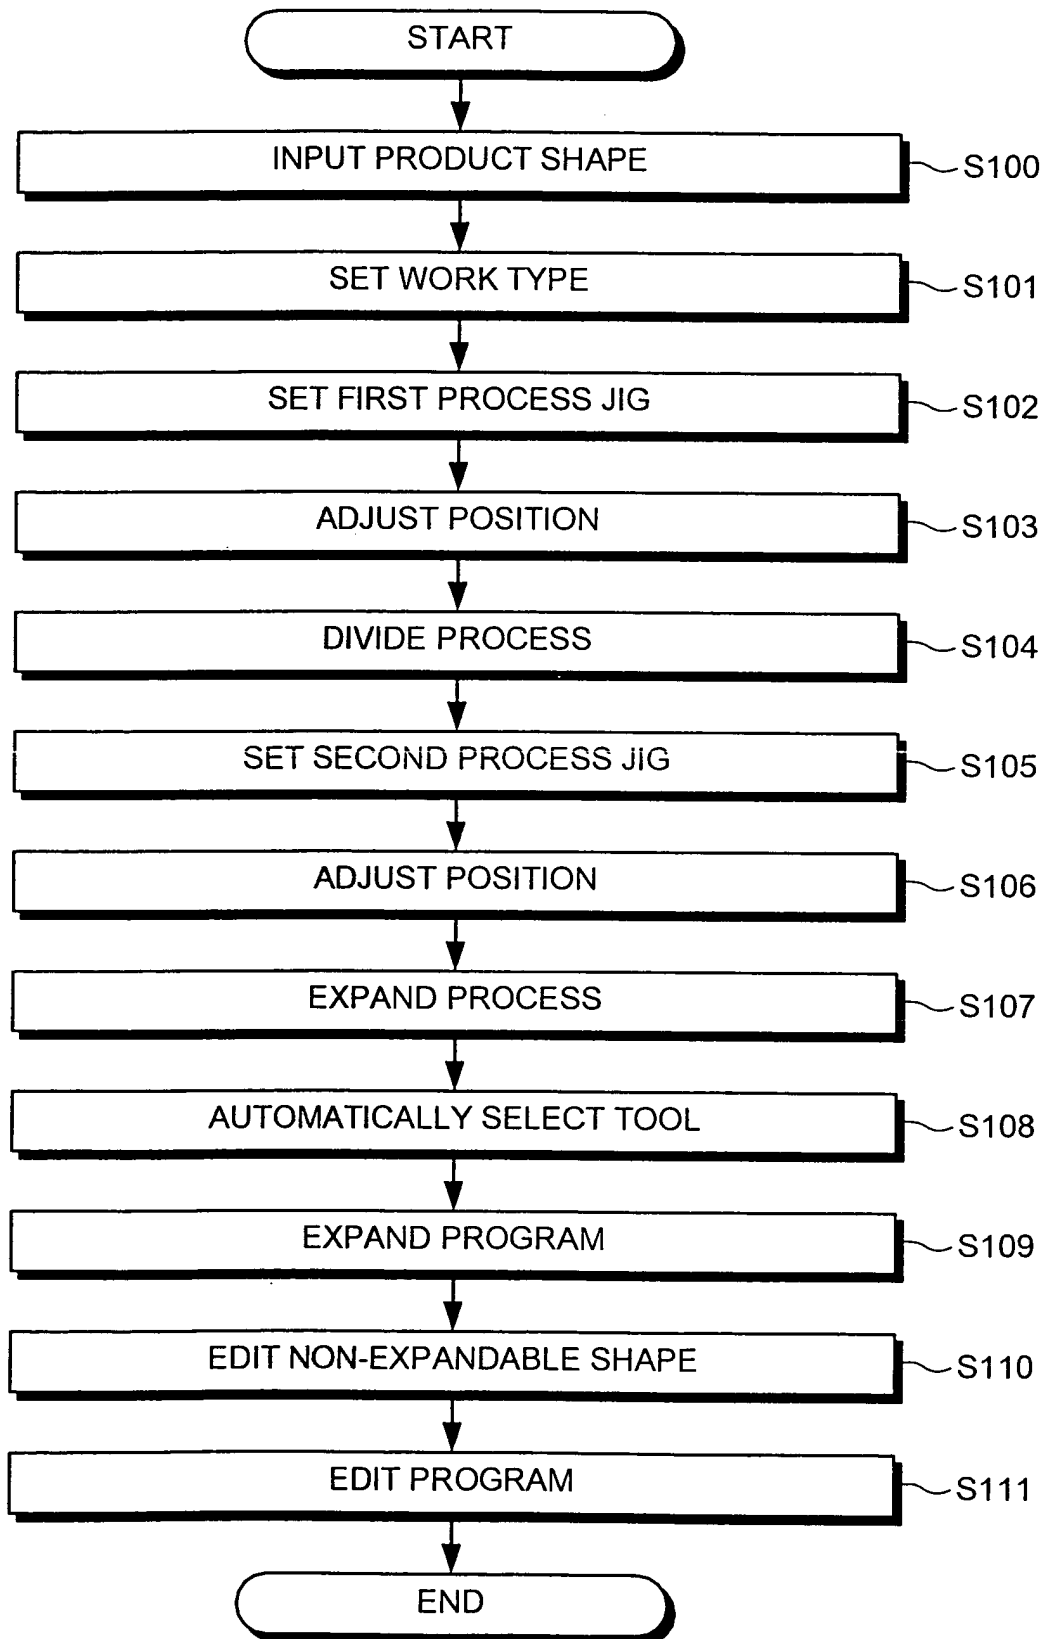 START
INPUT PRODUCT SHAPE S100
SET WORK TYPE S101
SET FIRST PROCESS JIG S102
ADJUST POSITION S103
DIVIDE PROCESS S104
SET SECOND PROCESS JIG S105
ADJUST POSITION S106
EXPAND PROCESS S107
AUTOMATICALLY SELECT TOOL S108
EXPAND PROGRAM S109
EDIT NON-EXPANDABLE SHAPE S110
EDIT PROGRAM S111
END